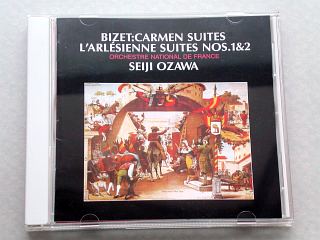 BIZET:CARMEN SUITES
L'ARLÉSIENNE SUITES NOS.1&2
ORCHESTRE NATIONAL DE FRANCE
SEIJI OZAWA